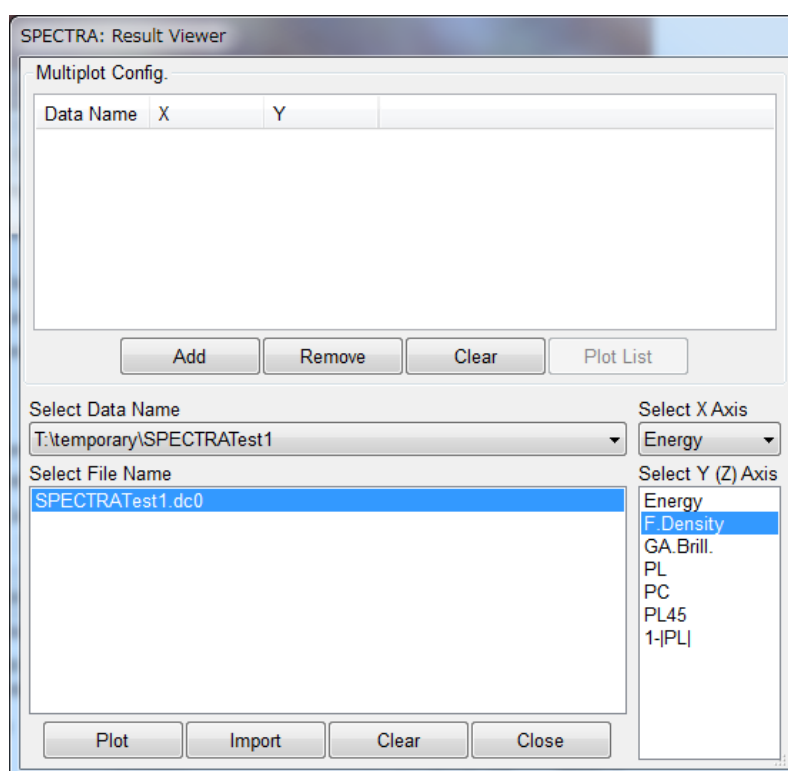 SPECTRA: Result Viewer
Multiplot Config.
Data Name X Y
Add Remove Clear Plot List
Select Data Name Select X Axis
T:\temporary\SPECTRATest1 Energy
Select File Name Select Y (Z) Axis
SPECTRATest1.dc0 Energy
F.Density
GA.Brill.
PL
PC
PL45
1-|PL|
Plot Import Clear Close